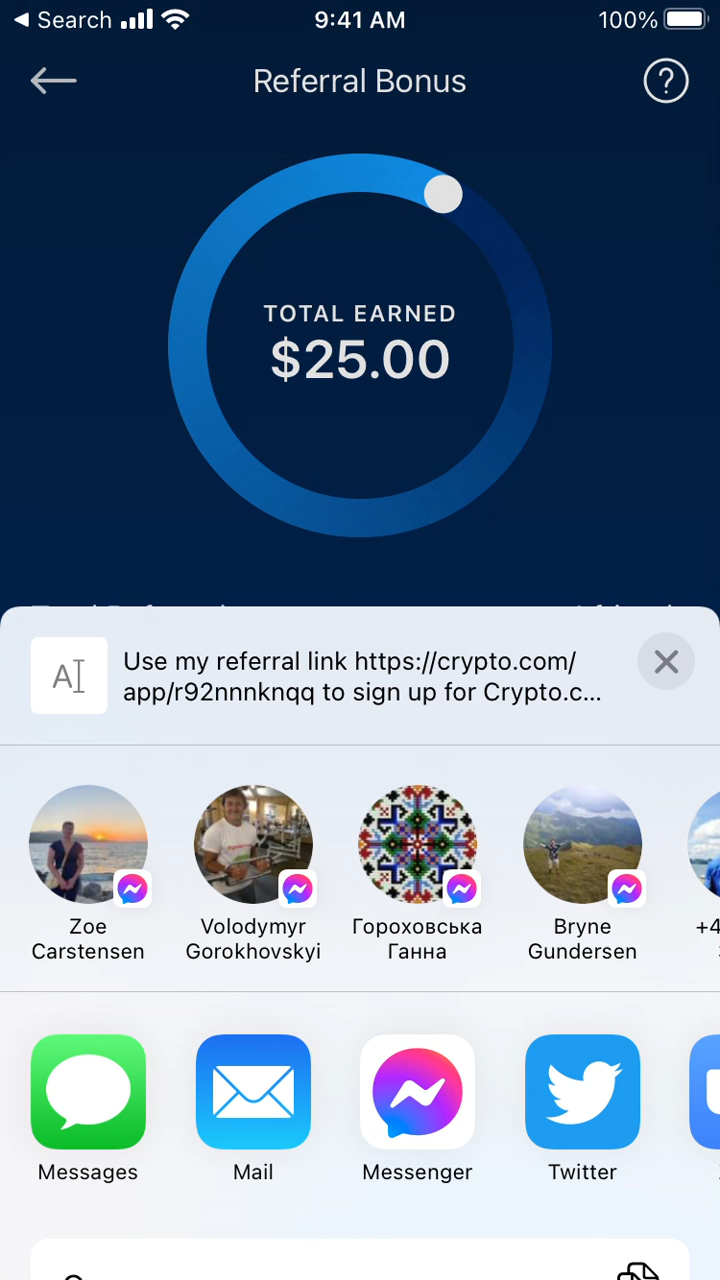 Search
9:41 AM
100%
Referral Bonus
?
TOTAL EARNED
$25.00
A
Use my referral link https://crypto.com/
app/r92nnnknqq to sign up for Crypto.c...
Zoe
Carstensen
Volodymyr
Gorokhovskyi
Гороховська
Ганна
Bryne
Gundersen
+4
Messages
Mail
Messenger
Twitter